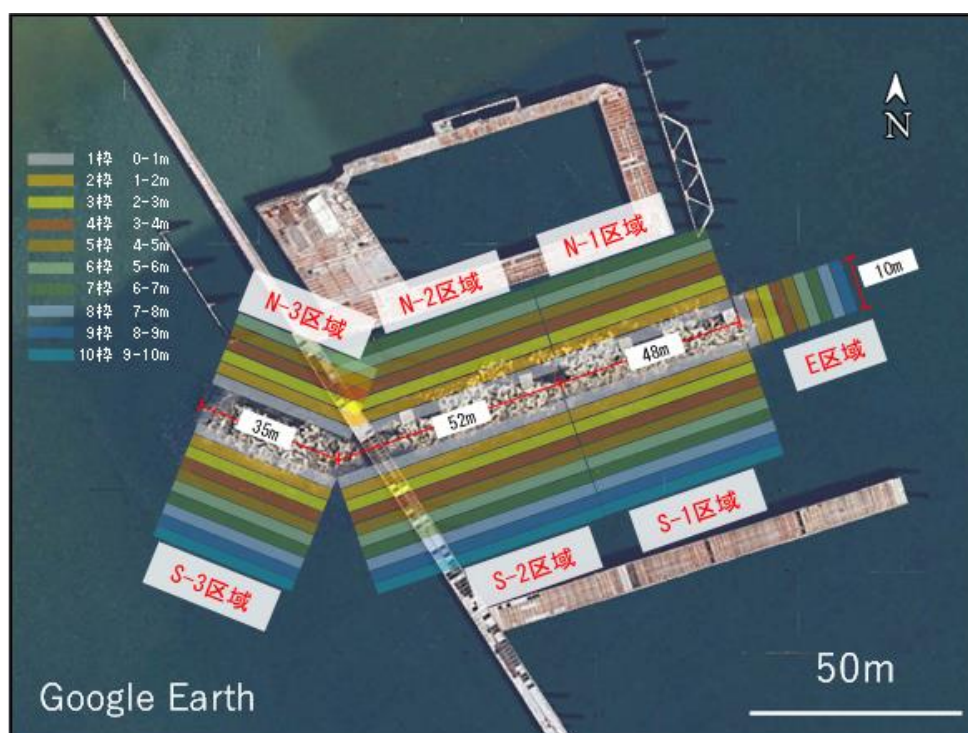 N
1枠 0-1m
2枠 1-2m
3枠 2-3m
4枠 3-4m
5枠 4-5m
6枠 5-6m
7枠 6-7m
8枠 7-8m
9枠 8-9m
10枠 9-10m
N-1区域
N-2区域
N-3区域
10m
E区域
48m
52m
35m
S-1区域
S-2区域
S-3区域
50m
Google Earth